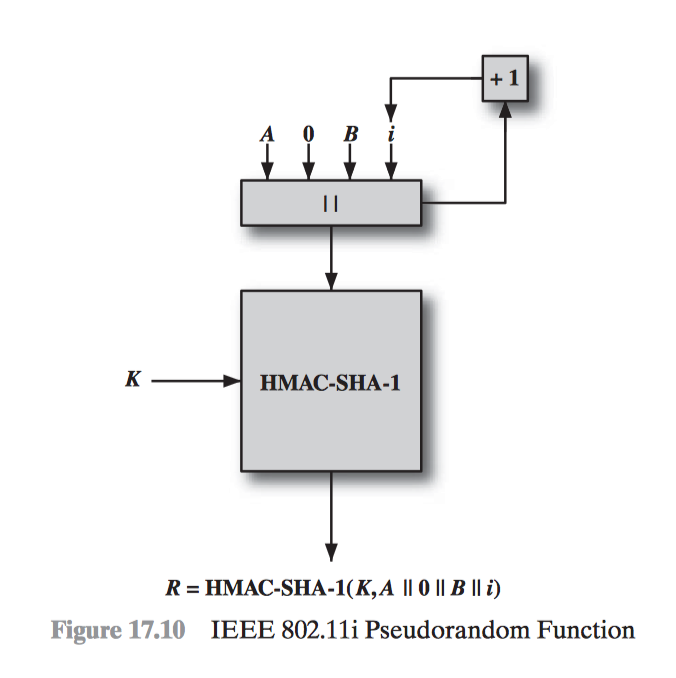 + 1
A 0 B i
||
K
HMAC-SHA-1
R = HMAC-SHA-1(K, A || 0 || B || i)
Figure 17.10 IEEE 802.11i Pseudorandom Function